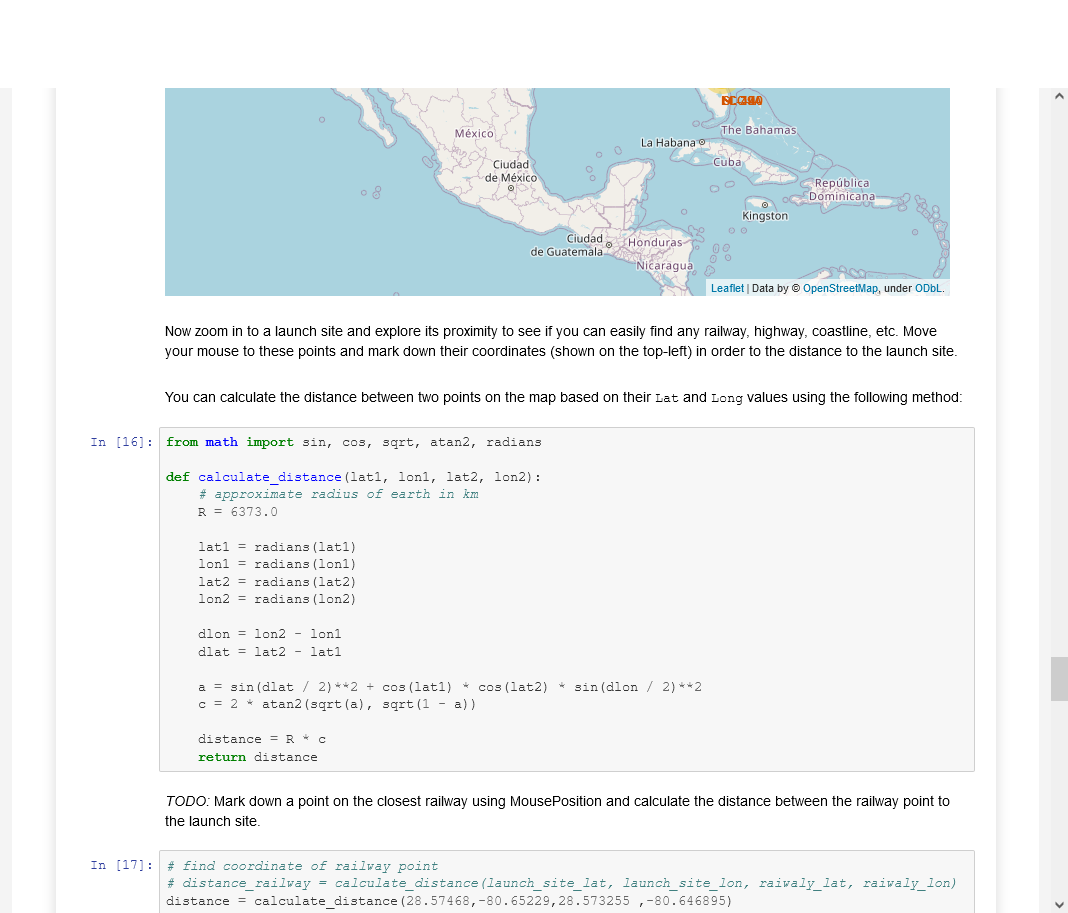 México
La Habana
The Bahamas
Cuba
Ciudad
de México
República
Dominicana
Kingston
Ciudad
de Guatemala
Honduras
Nicaragua
Leaflet | Data by © OpenStreetMap, under ODbL.
Now zoom in to a launch site and explore its proximity to see if you can easily find any railway, highway, coastline, etc. Move
your mouse to these points and mark down their coordinates (shown on the top-left) in order to the distance to the launch site.
You can calculate the distance between two points on the map based on their Lat and Long values using the following method:
In [16]: from math import sin, cos, sqrt, atan2, radians
def calculate_distance(lat1, lon1, lat2, lon2):
# approximate radius of earth in km
R = 6373.0
lat1 = radians(lat1)
lon1 = radians(lon1)
lat2 = radians(lat2)
lon2 = radians(lon2)
dlon = lon2 - lon1
dlat = lat2 - lat1
a = sin(dlat / 2)**2 + cos(lat1) * cos(lat2) * sin(dlon / 2)**2
c = 2 * atan2(sqrt(a), sqrt(1 - a))
distance = R * c
return distance
TODO: Mark down a point on the closest railway using MousePosition and calculate the distance between the railway point to
the launch site.
In [17]: # find coordinate of railway point
# distance_railway = calculate_distance(launch_site_lat, launch_site_lon, raiwaly_lat, raiwaly_lon)
distance = calculate_distance(28.57468,-80.65229,28.573255 ,-80.646895)